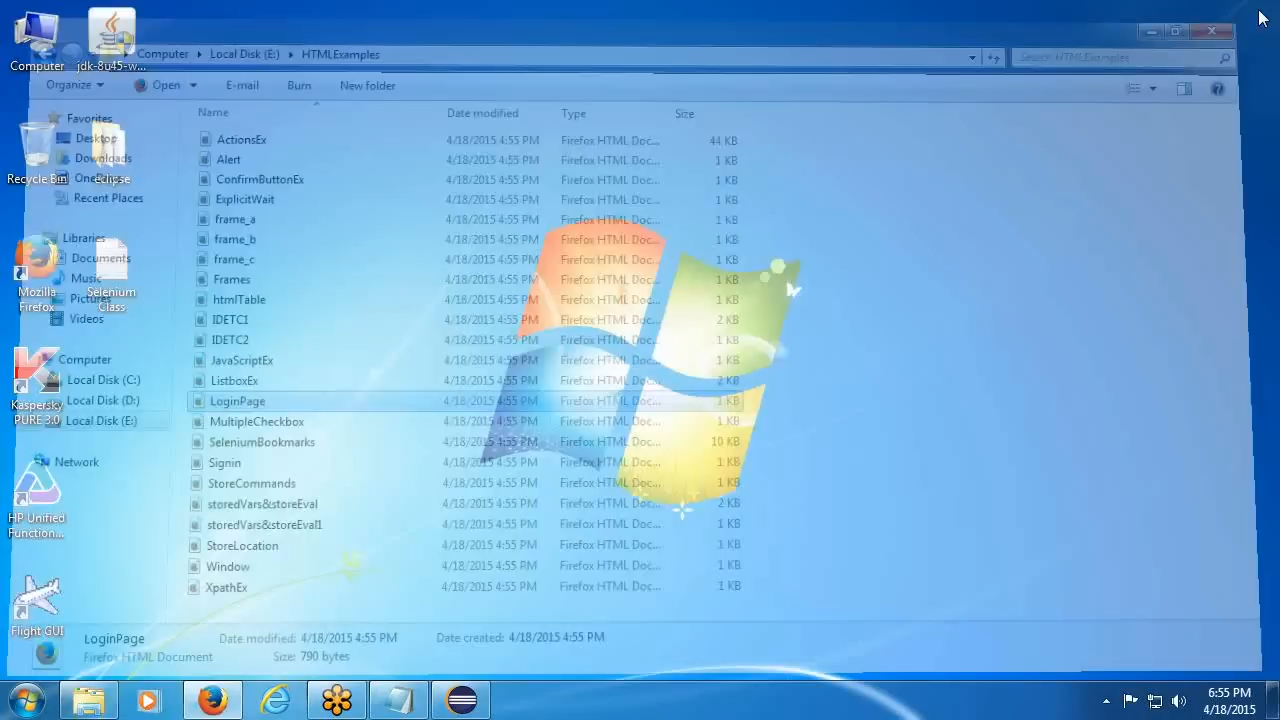 Computer
jdk-8u45-w...
Computer Local Disk (E:) HTMLExamples
Search HTMLExamples
Organize Open E-mail Burn New folder
Name Date modified Type Size
Favorites
Desktop
Downloads
Recent Places
Libraries
Documents
Music
Videos
Computer
Local Disk (C:)
Local Disk (D:)
Local Disk (E:)
Network
Recycle Bin
eclipse
Mozilla
Firefox
Selenium
Class
Kaspersky
PURE 3.0
HP Unified
Function...
Flight GUI
ActionsEx 4/18/2015 4:55 PM Firefox HTML Doc... 44 KB
Alert 4/18/2015 4:55 PM Firefox HTML Doc... 1 KB
ConfirmButtonEx 4/18/2015 4:55 PM Firefox HTML Doc... 1 KB
ExplicitWait 4/18/2015 4:55 PM Firefox HTML Doc... 1 KB
frame_a 4/18/2015 4:55 PM Firefox HTML Doc... 1 KB
frame_b 4/18/2015 4:55 PM Firefox HTML Doc... 1 KB
frame_c 4/18/2015 4:55 PM Firefox HTML Doc... 1 KB
Frames 4/18/2015 4:55 PM Firefox HTML Doc... 1 KB
htmlTable 4/18/2015 4:55 PM Firefox HTML Doc... 1 KB
IDETC1 4/18/2015 4:55 PM Firefox HTML Doc... 2 KB
IDETC2 4/18/2015 4:55 PM Firefox HTML Doc... 1 KB
JavaScriptEx 4/18/2015 4:55 PM Firefox HTML Doc... 1 KB
ListboxEx 4/18/2015 4:55 PM Firefox HTML Doc... 2 KB
LoginPage 4/18/2015 4:55 PM Firefox HTML Doc... 1 KB
MultipleCheckbox 4/18/2015 4:55 PM Firefox HTML Doc... 1 KB
SeleniumBookmarks 4/18/2015 4:55 PM Firefox HTML Doc... 10 KB
Signin 4/18/2015 4:55 PM Firefox HTML Doc... 1 KB
StoreCommands 4/18/2015 4:55 PM Firefox HTML Doc... 1 KB
storedVars&storeEval 4/18/2015 4:55 PM Firefox HTML Doc... 2 KB
storedVars&storeEval1 4/18/2015 4:55 PM Firefox HTML Doc... 1 KB
StoreLocation 4/18/2015 4:55 PM Firefox HTML Doc... 1 KB
Window 4/18/2015 4:55 PM Firefox HTML Doc... 1 KB
XpathEx 4/18/2015 4:55 PM Firefox HTML Doc... 1 KB
LoginPage Date modified: 4/18/2015 4:55 PM Date created: 4/18/2015 4:55 PM
Firefox HTML Document Size: 790 bytes
6:55 PM
4/18/2015